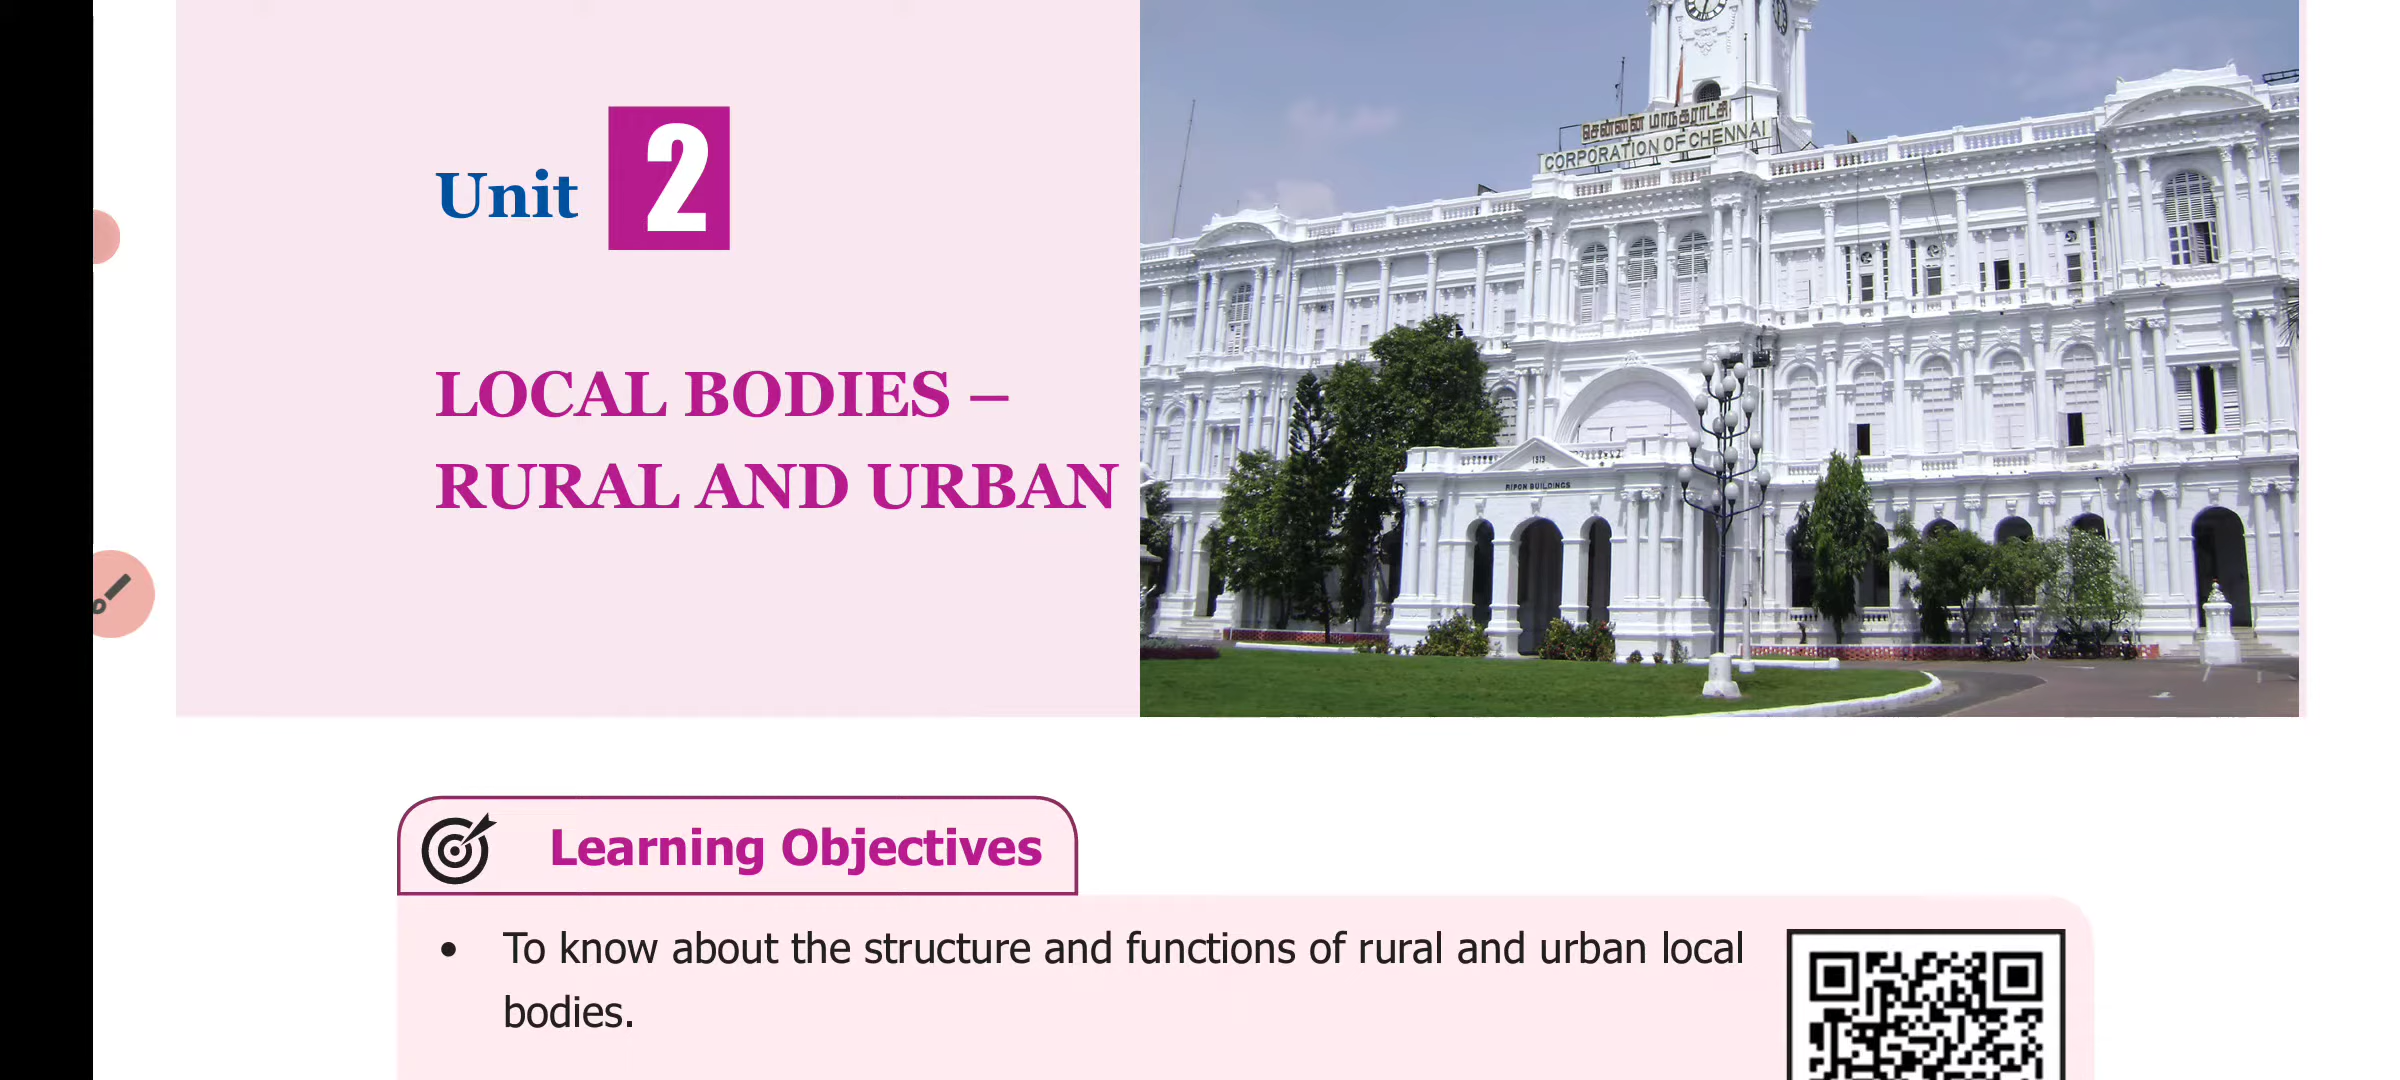 Unit 2
LOCAL BODIES –
RURAL AND URBAN
சென்னை மாநகராட்சி
CORPORATION OF CHENNAI
1913
RIPON BUILDINGS
Learning Objectives
• To know about the structure and functions of rural and urban local
bodies.